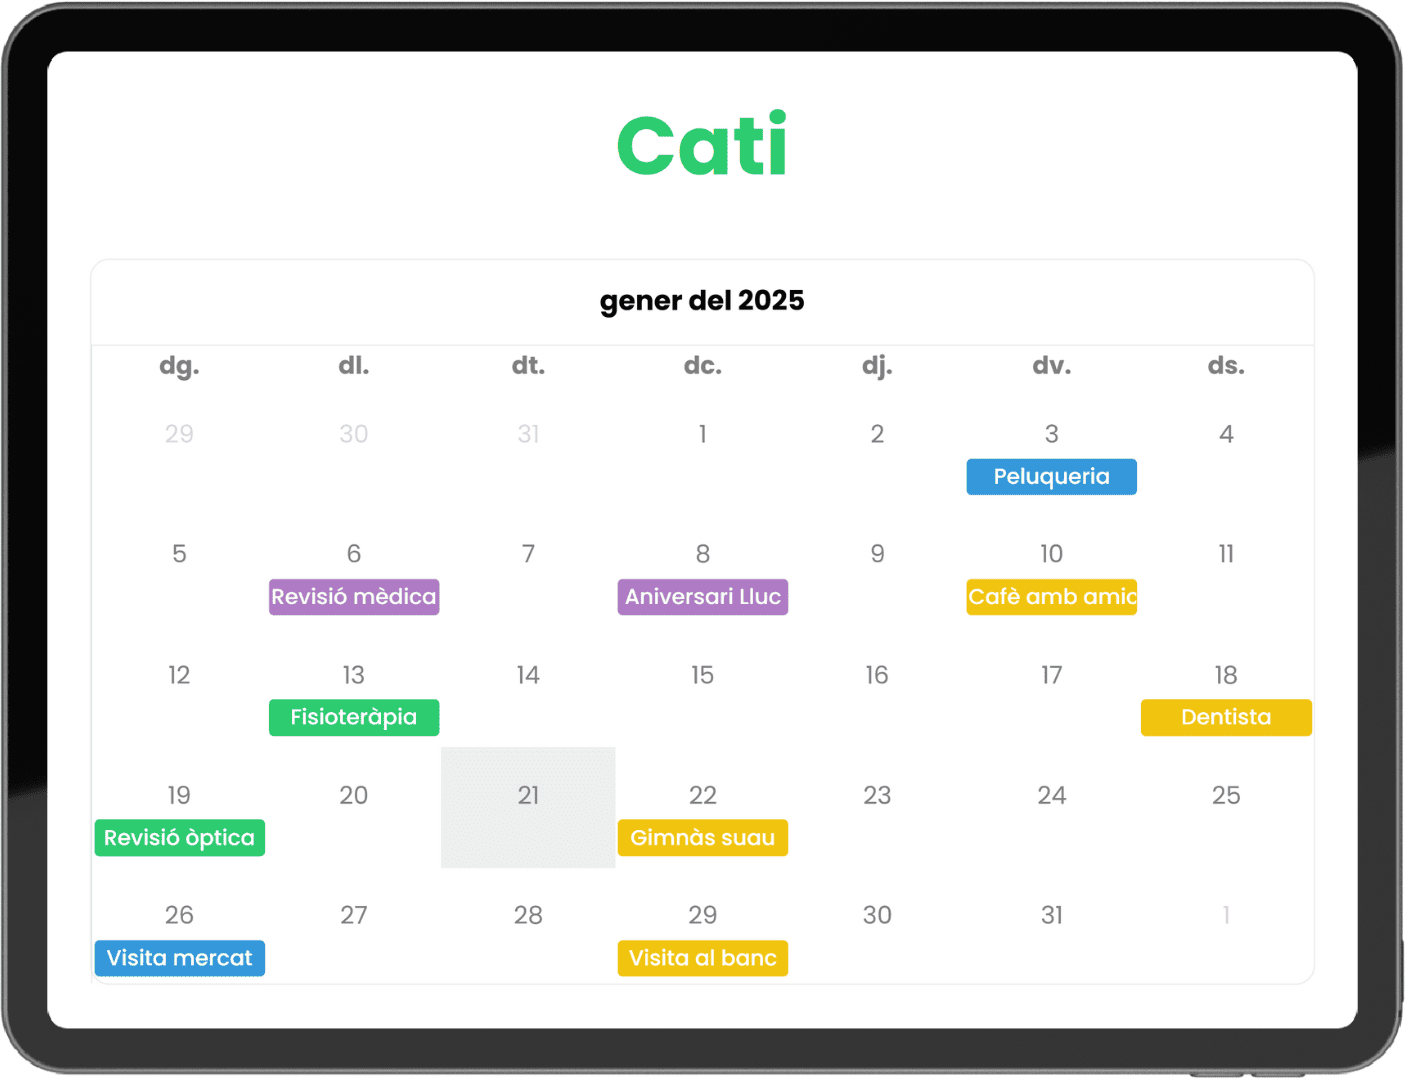 Cati
gener del 2025
dg. dl. dt. dc. dj. dv. ds.
29 30 31 1 2 3 4
Peluqueria
5 6 7 8 9 10 11
Revisió mèdica Aniversari Lluc Cafè amb amic
12 13 14 15 16 17 18
Fisioteràpia Dentista
19 20 21 22 23 24 25
Revisió òptica Gimnàs suau
26 27 28 29 30 31 1
Visita mercat Visita al banc